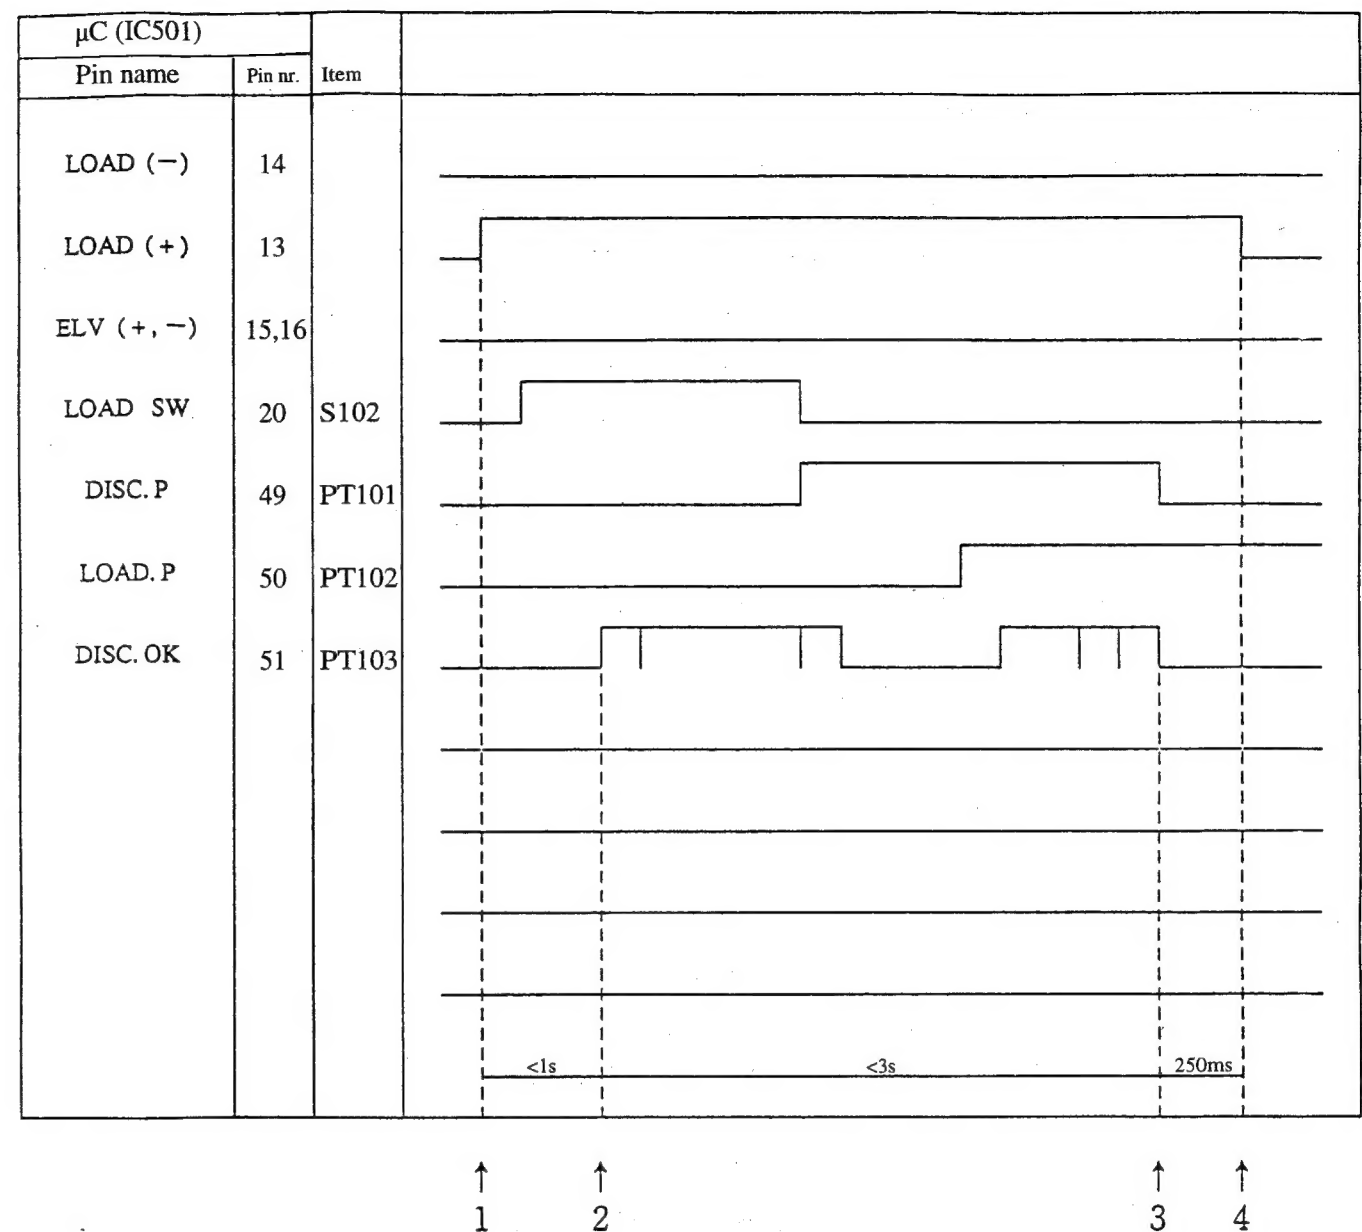 μC (IC501)
Pin name Pin nr. Item
LOAD (−) 14
LOAD (+) 13
ELV (+, −) 15,16
LOAD SW 20 S102
DISC. P 49 PT101
LOAD. P 50 PT102
DISC. OK 51 PT103
<1s <3s 250ms
↑ ↑ ↑ ↑
1 2 3 4